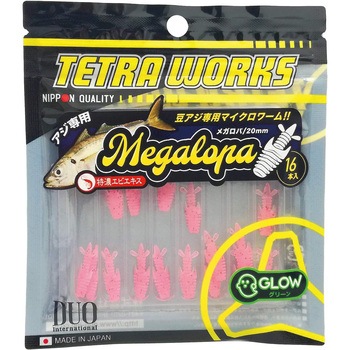 TETRA WORKS
NIPPON QUALITY
アジ専用
豆アジ専用マイクロワーム!!
Megalopa
メガロパ/20mm
特濃エビエキス
16
本入
GLOW
グリーン
DUO
international
MADE IN JAPAN